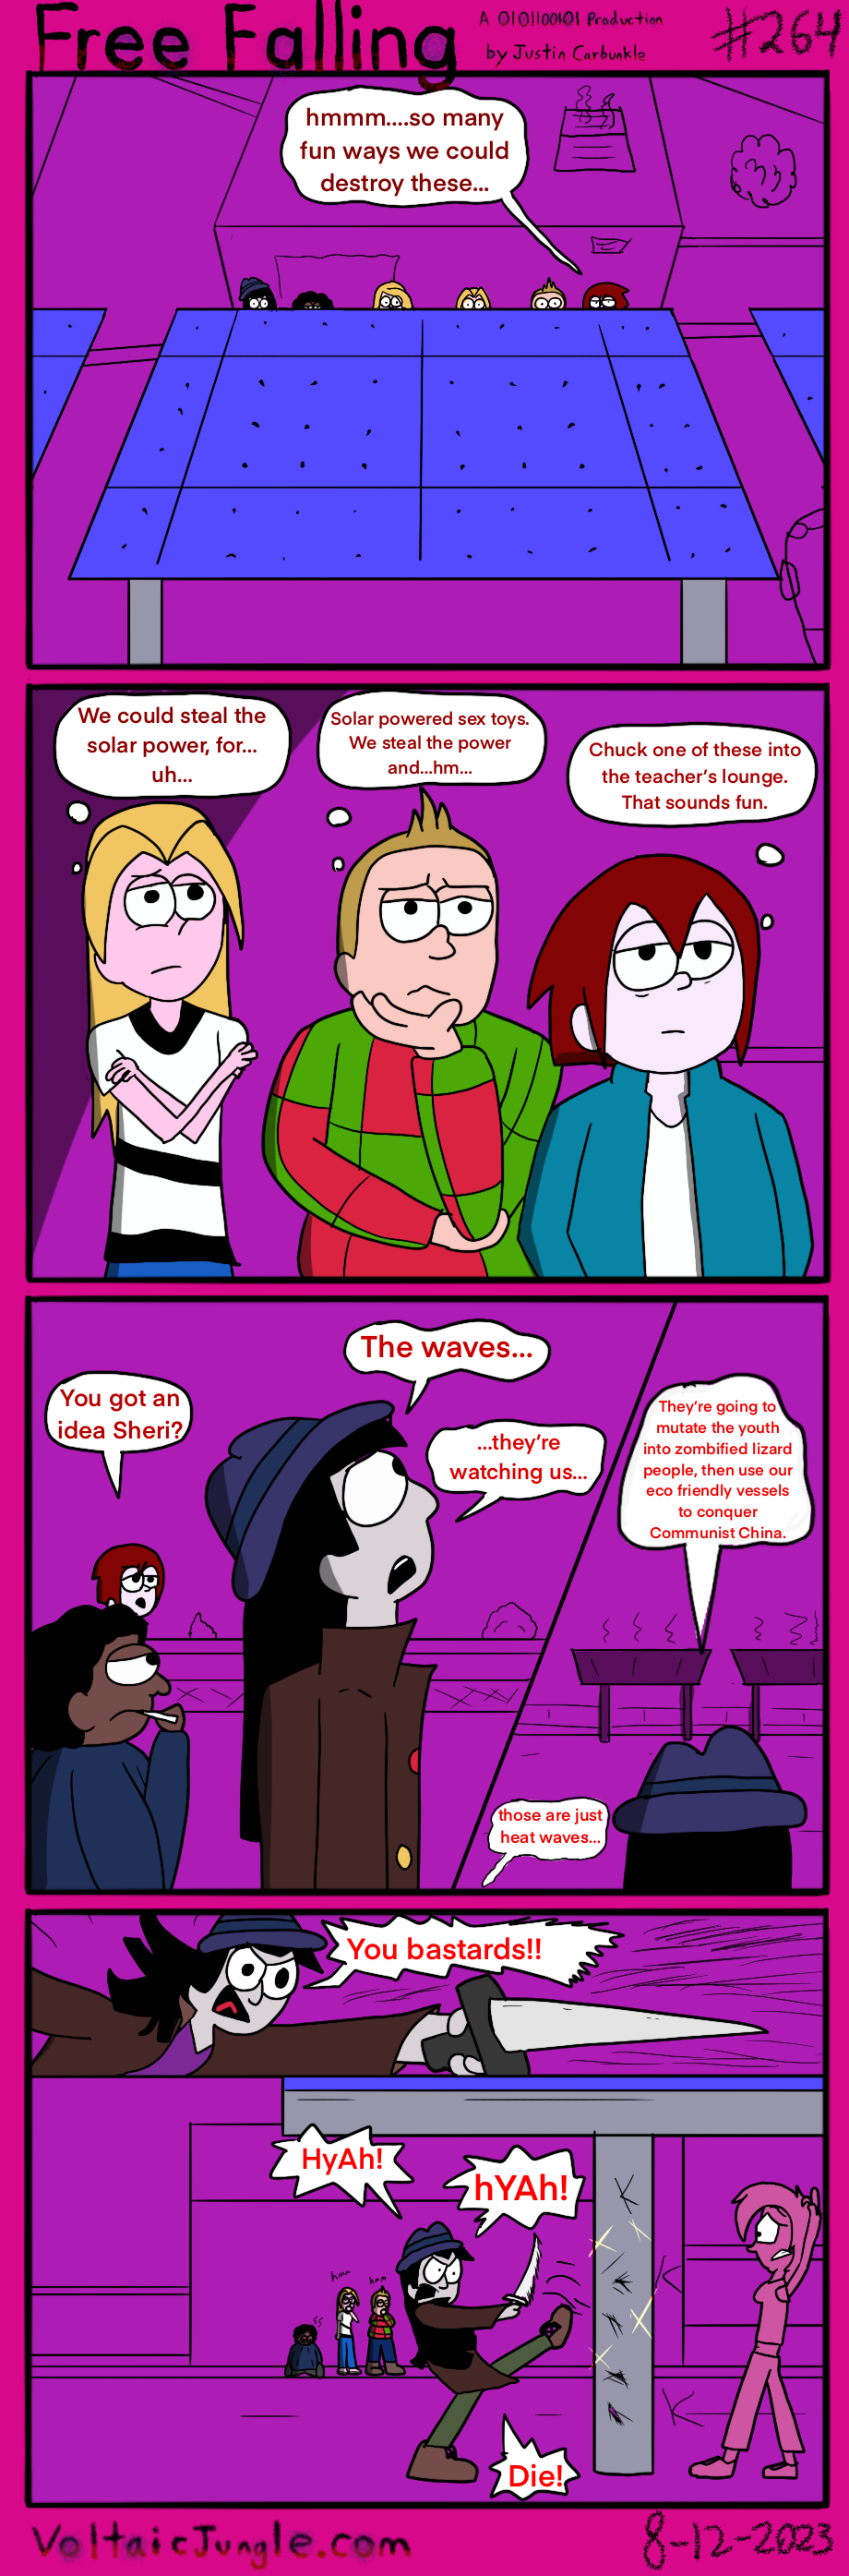 Free Falling
A 0101100101 Production
by Justin Carbunkle
#264
hmmm....so many
fun ways we could
destroy these...
We could steal the
solar power, for...
uh...
Solar powered sex toys.
We steal the power
and...hm...
Chuck one of these into
the teacher's lounge.
That sounds fun.
You got an
idea Sheri?
The waves...
...they're
watching us...
They're going to
mutate the youth
into zombified lizard
people, then use our
eco friendly vessels
to conquer
Communist China.
those are just
heat waves...
You bastards!!
HyAh!
hYAh!
hmm
hmm
Die!
VoltaicJungle.com
8-12-2023